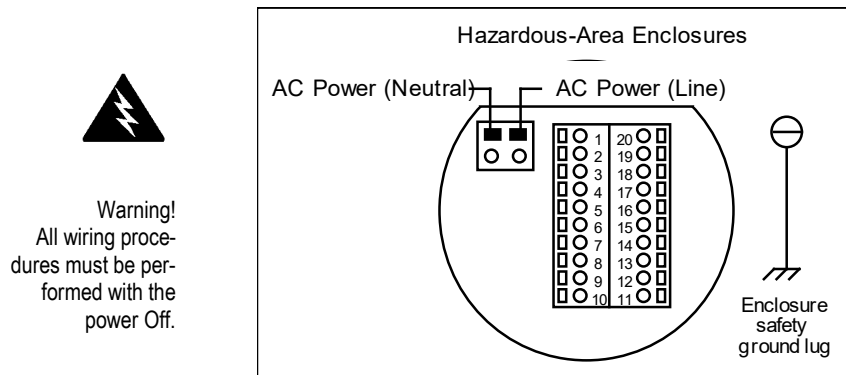 Hazardous-Area Enclosures
AC Power (Neutral)
AC Power (Line)
1 20
2 19
3 18
4 17
5 16
6 15
7 14
8 13
9 12
10 11
Enclosure
safety
ground lug
Warning!
All wiring proce-
dures must be per-
formed with the
power Off.